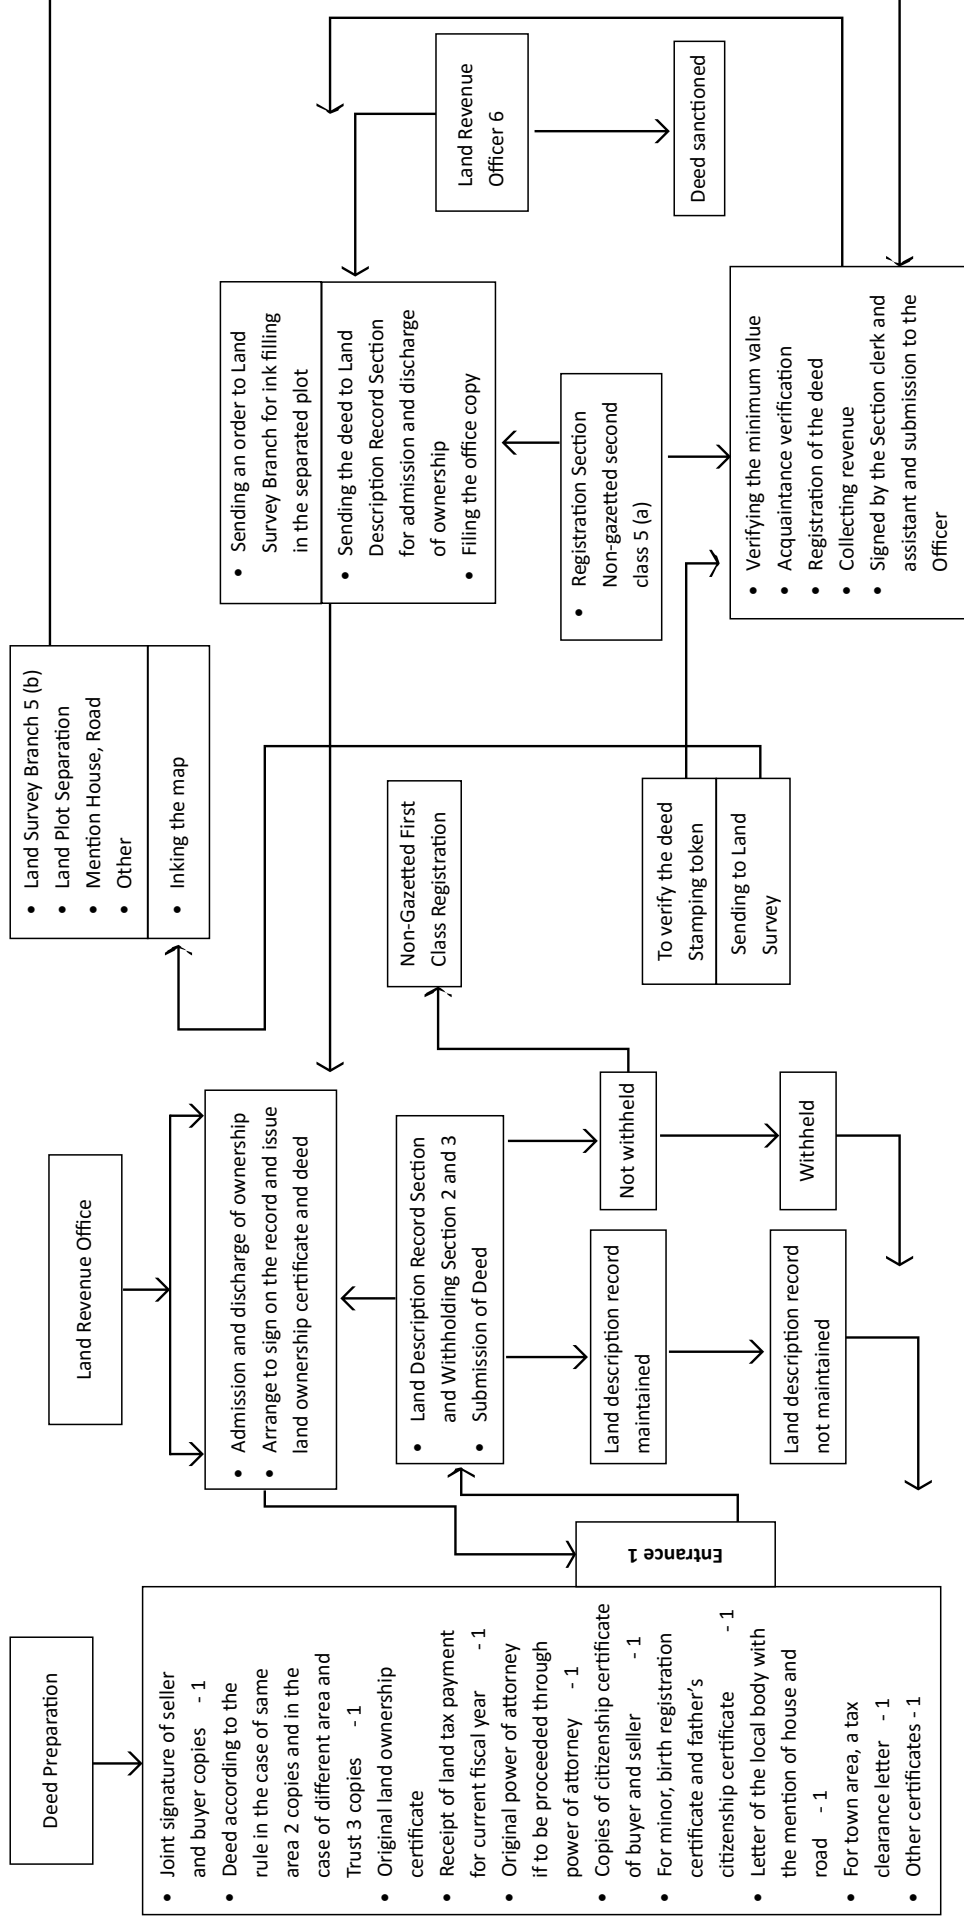 Deed Preparation
• Joint signature of seller
and buyer copies - 1
• Deed according to the
rule in the case of same
area 2 copies and in the
case of different area and
Trust 3 copies - 1
• Original land ownership
certificate
• Receipt of land tax payment
for current fiscal year - 1
• Original power of attorney
if to be proceeded through
power of attorney - 1
• Copies of citizenship certificate
of buyer and seller - 1
• For minor, birth registration
certificate and father's
citizenship certificate - 1
• Letter of the local body with
the mention of house and
road - 1
• For town area, a tax
clearance letter - 1
• Other certificates - 1
Entrance 1
Land Revenue Office
• Admission and discharge of ownership
• Arrange to sign on the record and issue
land ownership certificate and deed
• Land Description Record Section
and Withholding Section 2 and 3
• Submission of Deed
Land description record
maintained
Land description record
not maintained
Not withheld
Withheld
Non-Gazetted First
Class Registration
To verify the deed
Stamping token
Sending to Land
Survey
• Land Survey Branch 5 (b)
• Land Plot Separation
• Mention House, Road
• Other
• Inking the map
• Sending an order to Land
Survey Branch for ink filling
in the separated plot
• Sending the deed to Land
Description Record Section
for admission and discharge
of ownership
• Filing the office copy
• Registration Section
Non-gazetted second
class 5 (a)
• Verifying the minimum value
• Acquaintance verification
• Registration of the deed
• Collecting revenue
• Signed by the Section clerk and
assistant and submission to the
Officer
Land Revenue
Officer 6
Deed sanctioned